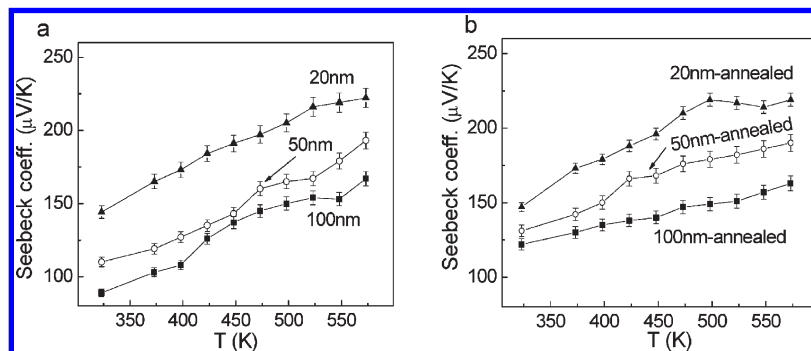 a
Seebeck coeff. (μV/K)
250
200
150
100
20nm
50nm
100nm
350 400 450 500 550
T (K)
b
Seebeck coeff. (μV/K)
250
200
150
100
20nm-annealed
50nm-annealed
100nm-annealed
350 400 450 500 550
T (K)